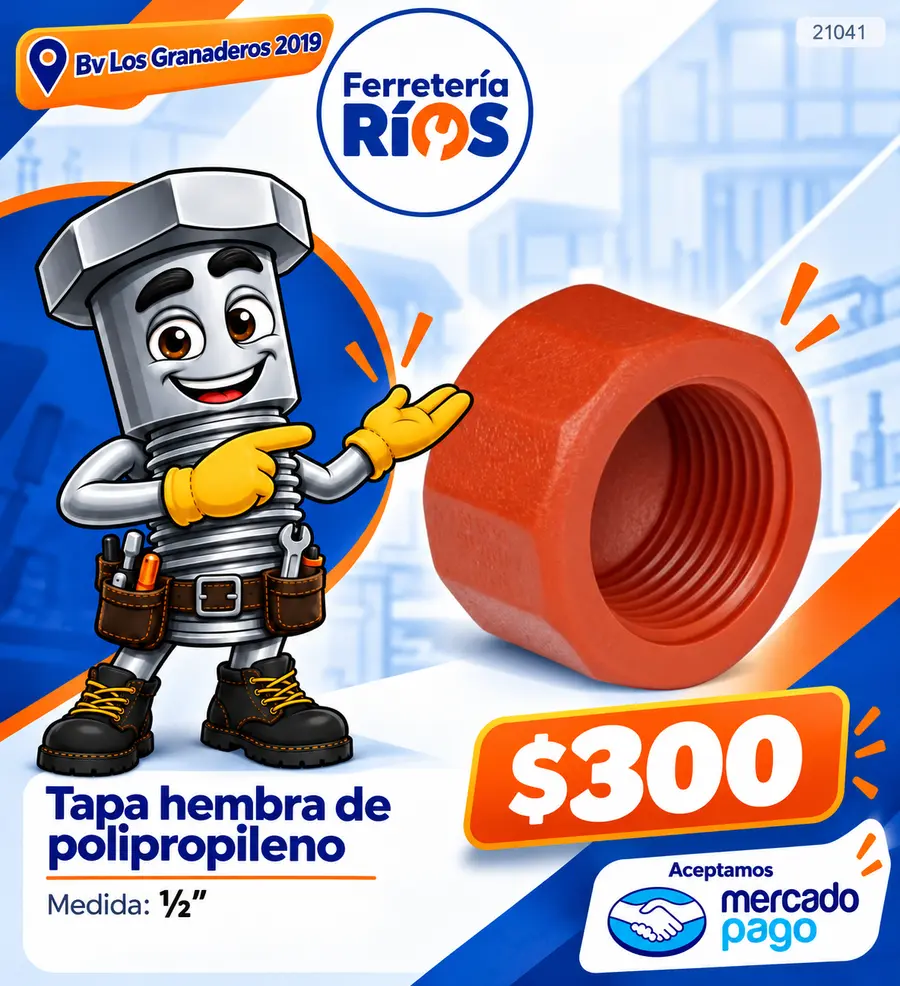 Bv Los Granaderos 2019
Ferretería
Ríos
21041
$300
Tapa hembra de
polipropileno
Medida: ½”
Aceptamos
mercado
pago